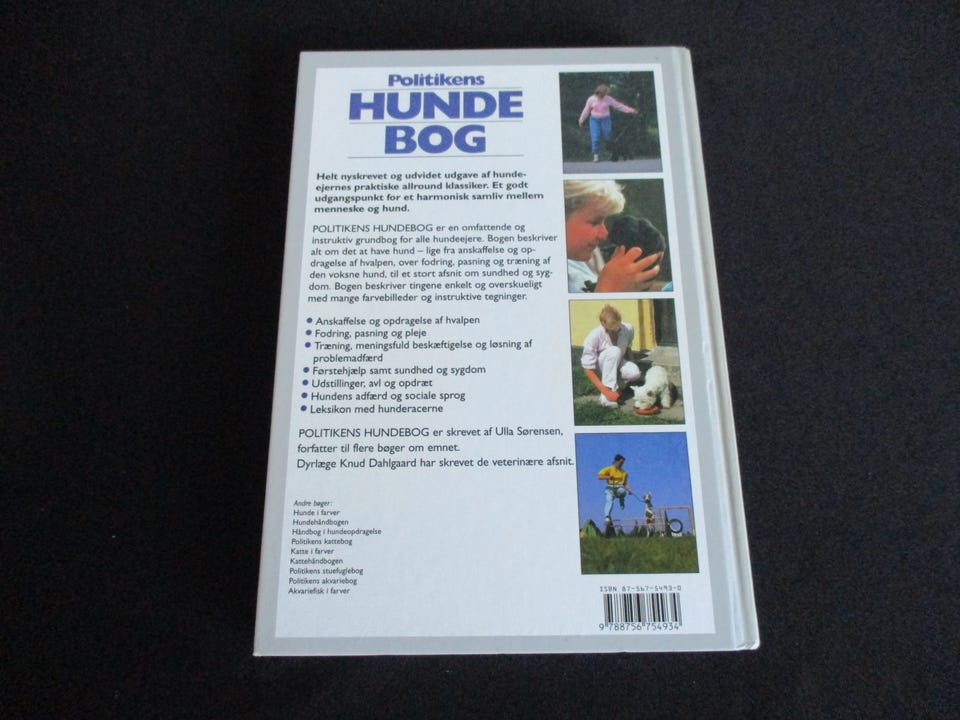 Politikens
HUNDE
BOG
Helt nyskrevet og udvidet udgave af hunde-
ejernes praktiske allround klassiker. Et godt
udgangspunkt for et harmonisk samliv mellem
menneske og hund.
POLITIKENS HUNDEBOG er en omfattende og
instruktiv grundbog for alle hundeejere. Bogen beskriver
alt om det at have hund – lige fra anskaffelse og op-
dragelse af hvalpen, over fodring, pasning og træning af
den voksne hund, til et stort afsnit om sundhed og syg-
dom. Bogen beskriver tingene enkelt og overskueligt
med mange farvebilleder og instruktive tegninger.
• Anskaffelse og opdragelse af hvalpen
• Fodring, pasning og pleje
• Træning, meningsfuld beskæftigelse og løsning af
problemadfærd
• Førstehjælp samt sundhed og sygdom
• Udstillinger, avl og opdræt
• Hundens adfærd og sociale sprog
• Leksikon med hunderacerne
POLITIKENS HUNDEBOG er skrevet af Ulla Sørensen,
forfatter til flere bøger om emnet.
Dyrlæge Knud Dahlgaard har skrevet de veterinære afsnit.
Andre bøger:
Hunde i farver
Hundehåndbogen
Håndbog i hundeopdragelse
Politikens kattebog
Katte i farver
Kattehåndbogen
Politikens stuefuglebog
Politikens akvariebog
Akvariefisk i farver
ISBN 87-567-5493-0
9 788756 754934